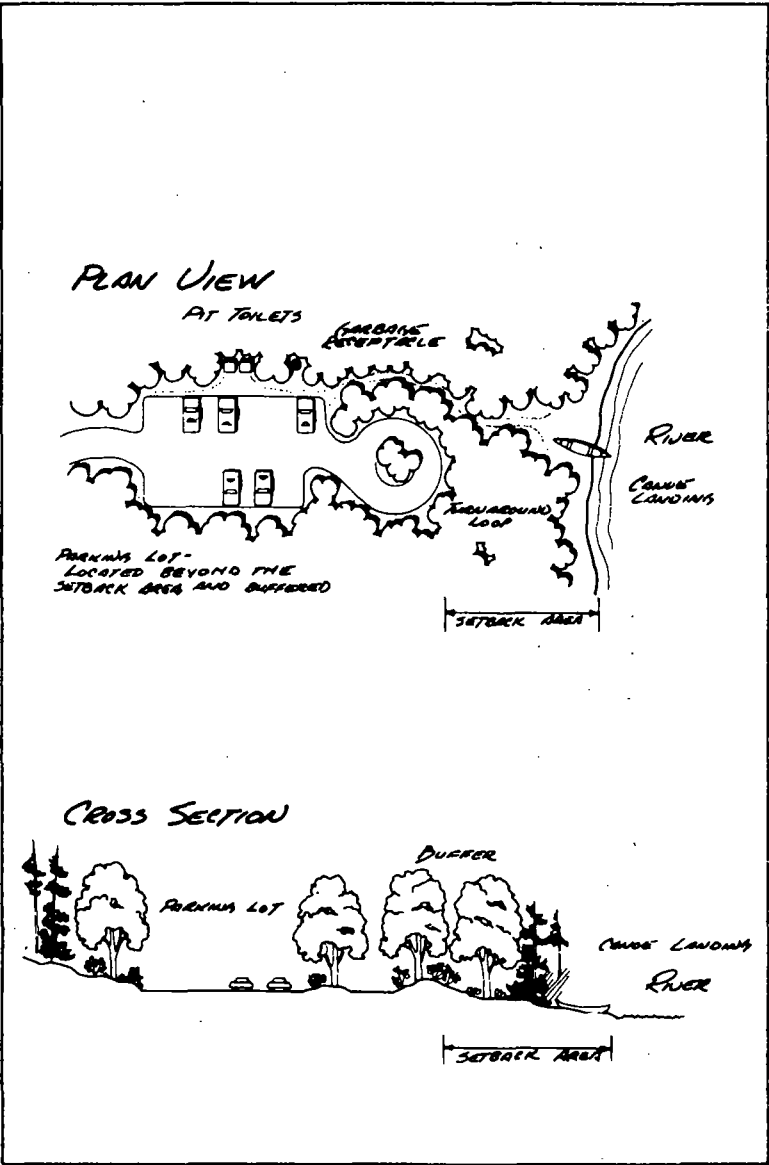 PLAN VIEW
PIT TOILETS
GARBAGE
RECEPTACLE
RIVER
CANOE
LANDING
TURNAROUND
LOOP
PARKING LOT-
LOCATED BEYOND THE
SETBACK AREA AND BUFFERED
SETBACK AREA
CROSS SECTION
BUFFER
PARKING LOT
CANOE LANDING
RIVER
SETBACK AREA